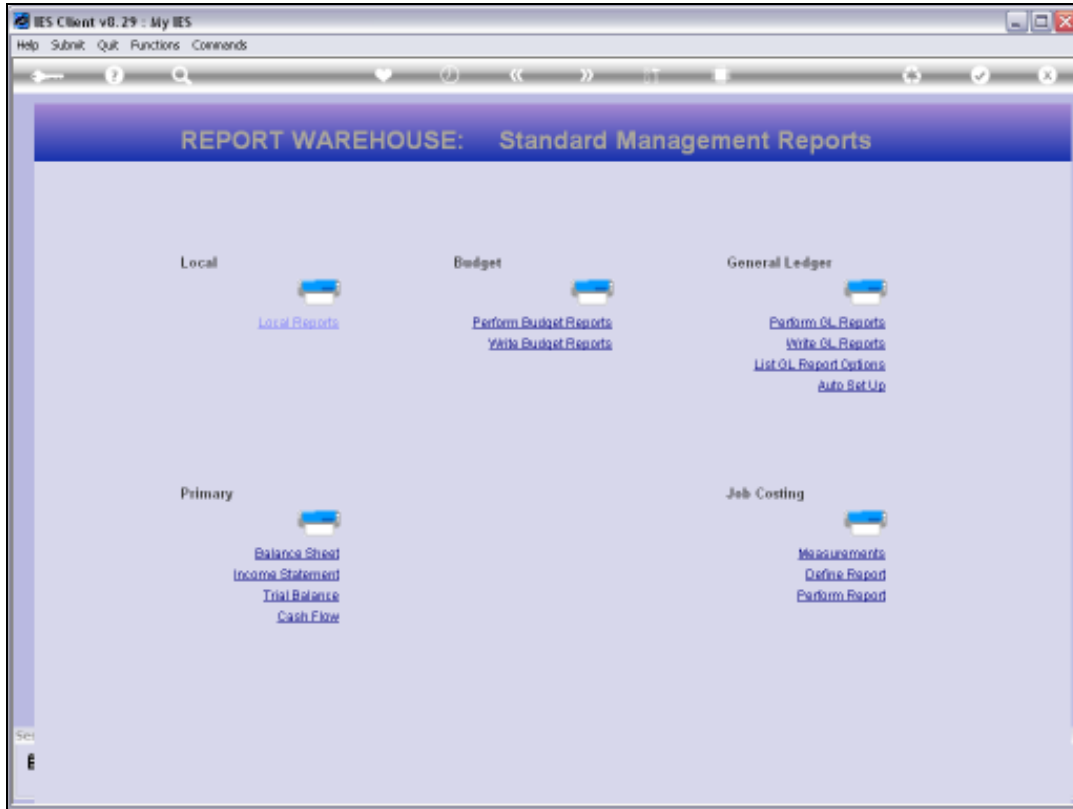 IES Client v8.29 : My IES
Help Submit Quit Functions Commands
REPORT WAREHOUSE: Standard Management Reports
Local Budget General Ledger
Local Reports Perform Budget Reports Perform GL Reports
Write Budget Reports Write GL Reports
List GL Report Options
Auto Set Up
Primary Job Costing
Balance Sheet Measurements
Income Statement Define Report
Trial Balance Perform Report
Cash Flow